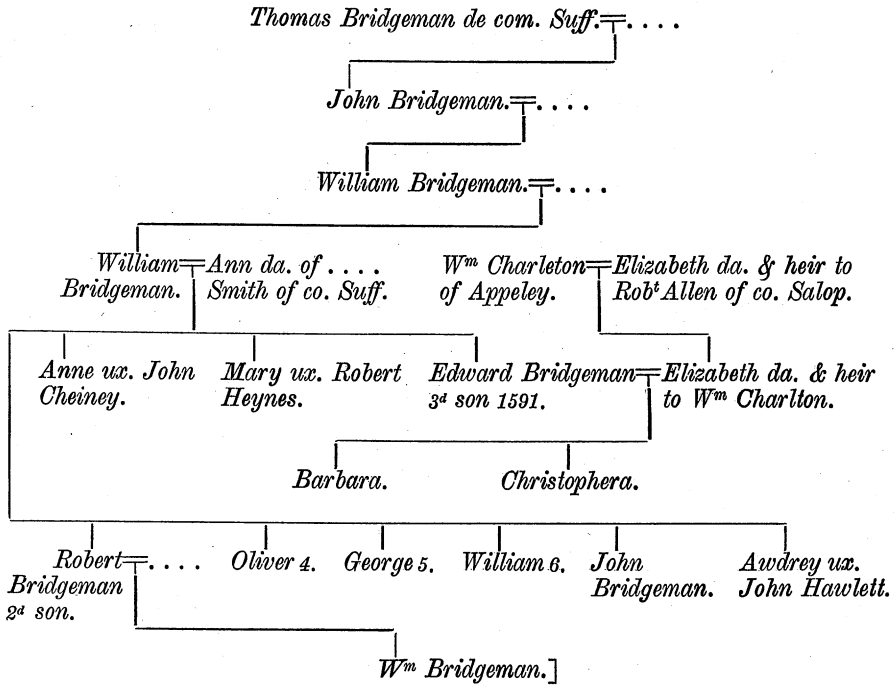 Thomas Bridgeman de com. Suff.=. . . .
John Bridgeman.=. . . .
William Bridgeman.=. . . .
William=Ann da. of . . . .
Bridgeman. Smith of co. Suff.
Wᵐ Charleton=Elizabeth da. & heir to
of Appeley. Robᵗ Allen of co. Salop.
Anne ux. John
Cheiney.
Mary ux. Robert
Heynes.
Edward Bridgeman=Elizabeth da. & heir
3ᵈ son 1591. to Wᵐ Charlton.
Barbara.
Christophera.
Robert=. . . .
Bridgeman
2ᵈ son.
Oliver 4.
George 5.
William 6.
John
Bridgeman.
Awdrey ux.
John Hawlett.
Wᵐ Bridgeman.]